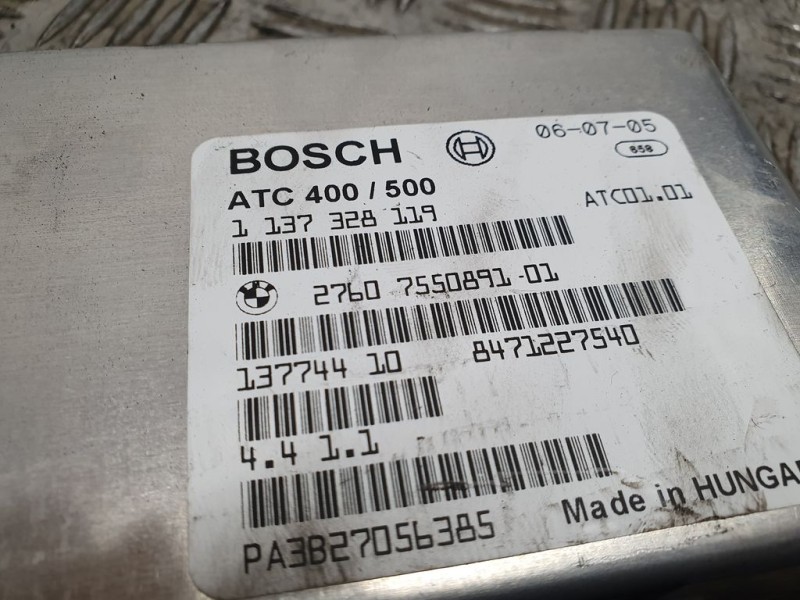 BOSCH
06-07-05
858
ATC 400 / 500
ATC01.01
1 137 328 119
2760 7550891-01
137744 10 8471227540
4.4 1.1
PA3B27056385
Made in HUNGAR